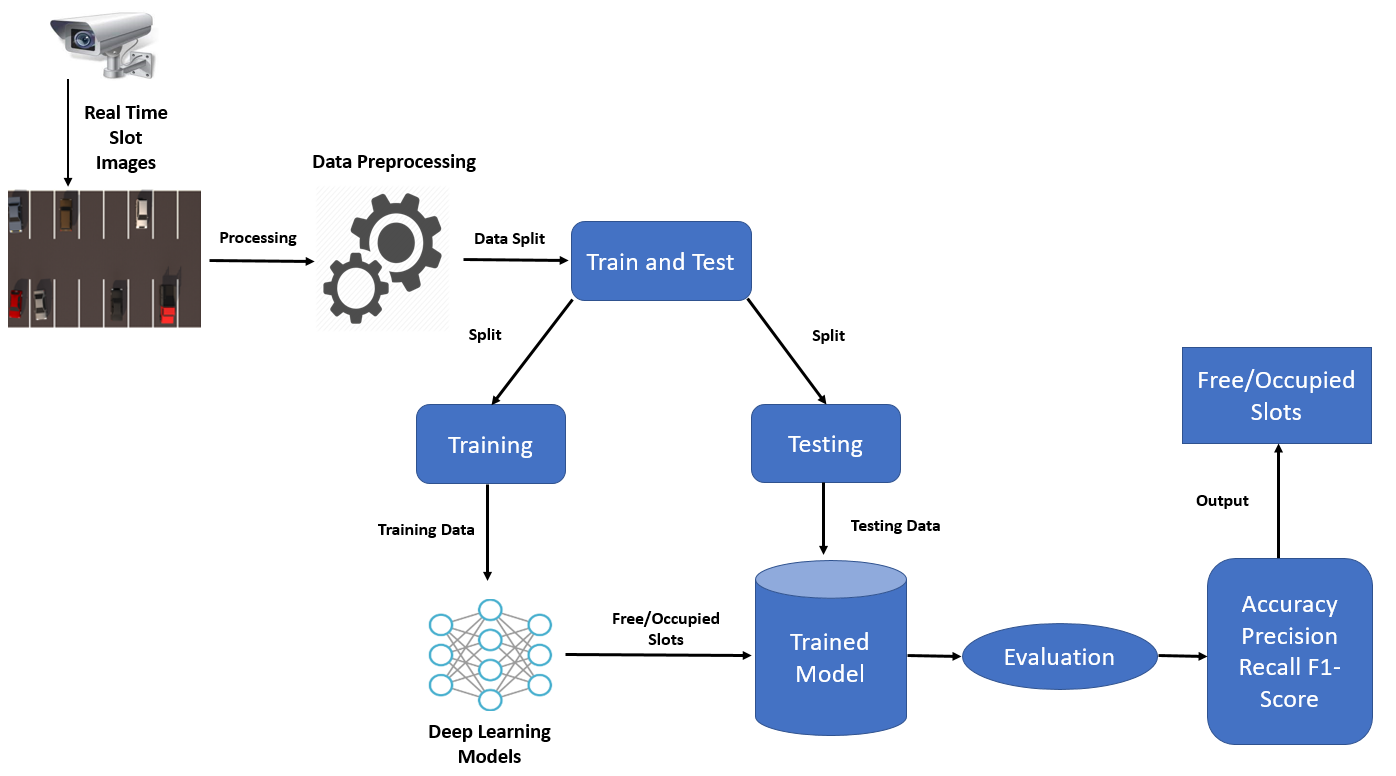 Real Time
Slot
Images
Data Preprocessing
Processing
Data Split
Train and Test
Split
Split
Training
Testing
Free/Occupied
Slots
Training Data
Testing Data
Output
Free/Occupied
Slots
Trained
Model
Evaluation
Accuracy
Precision
Recall F1-
Score
Deep Learning
Models